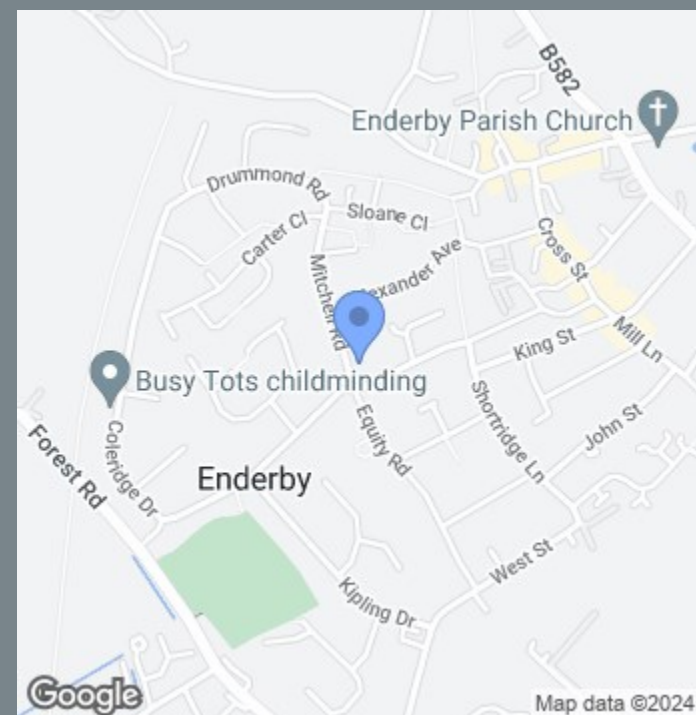 B582
Enderby Parish Church
Drummond Rd
Sloane Cl
Carter Cl
Cross St
exander Ave
Mitchell Rd
Mill Ln
King St
Busy Tots childminding
Equity Rd
Shortridge Ln
John St
Forest Rd
Coleridge Dr
Enderby
West St
Kipling Dr
Google
Map data ©2024